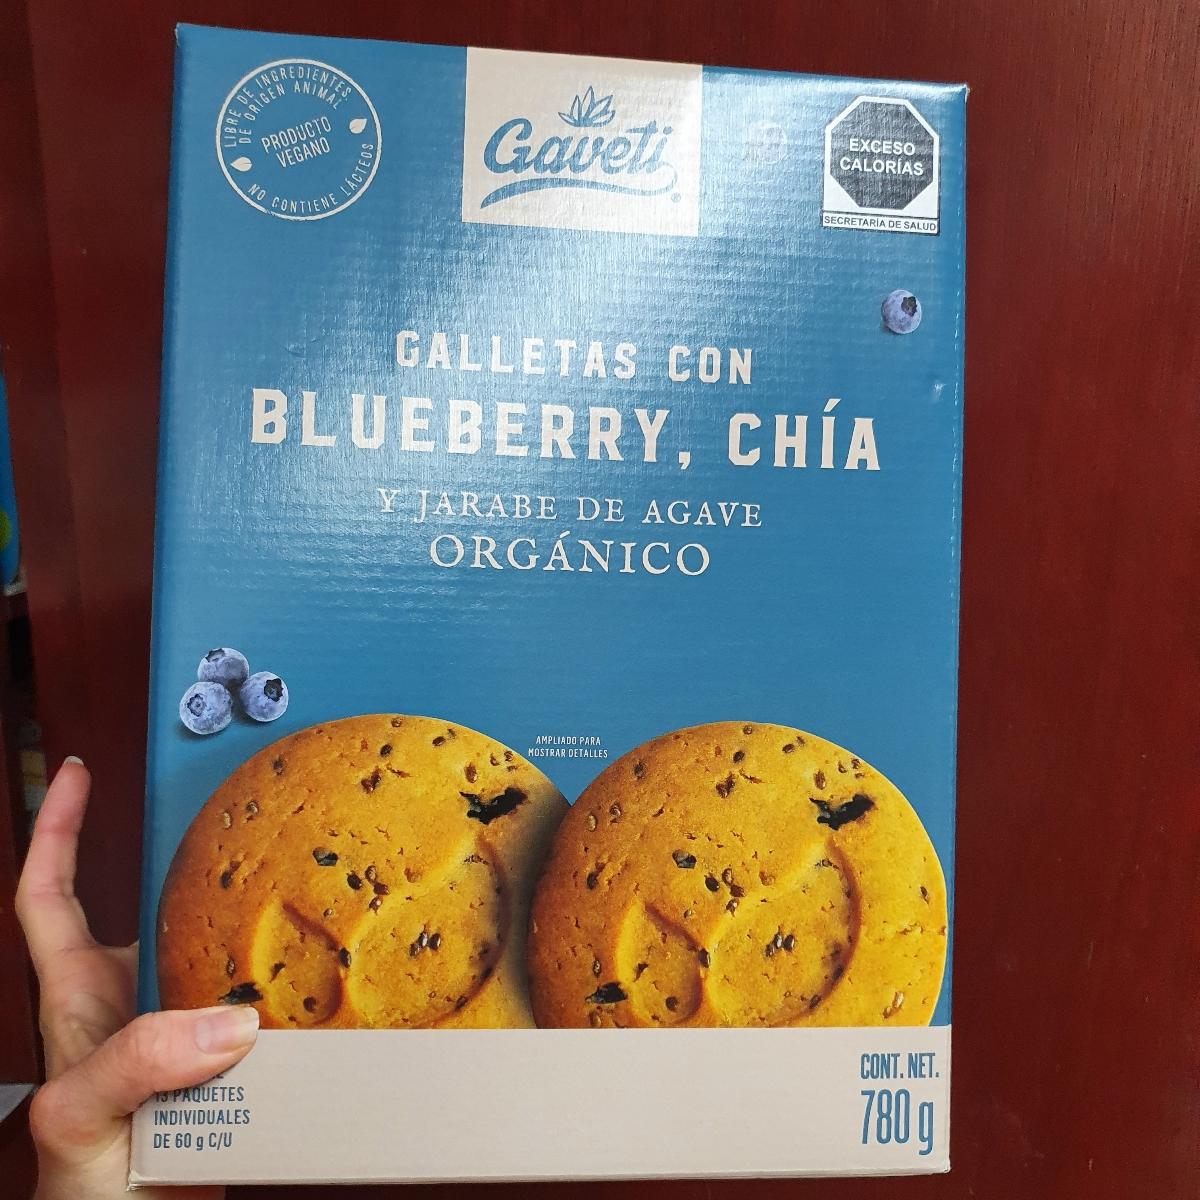 LIBRE DE INGREDIENTES
DE ORIGEN ANIMAL
PRODUCTO
VEGANO
NO CONTIENE LÁCTEOS
Gaveti®
EXCESO
CALORÍAS
SECRETARÍA DE SALUD
GALLETAS CON
BLUEBERRY, CHÍA
Y JARABE DE AGAVE
ORGÁNICO
AMPLIADO PARA
MOSTRAR DETALLES
13 PAQUETES
INDIVIDUALES
DE 60 g C/U
CONT. NET.
780 g